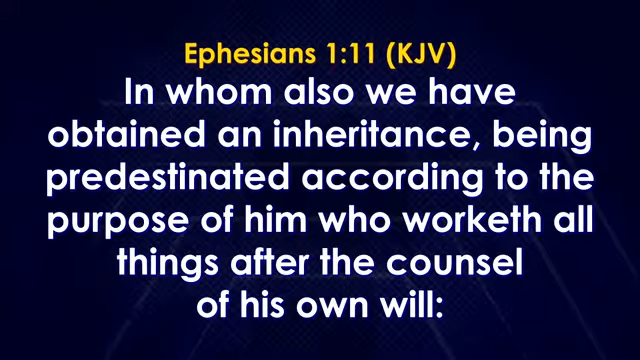 Ephesians 1:11 (KJV)
In whom also we have
obtained an inheritance, being
predestinated according to the
purpose of him who worketh all
things after the counsel
of his own will: